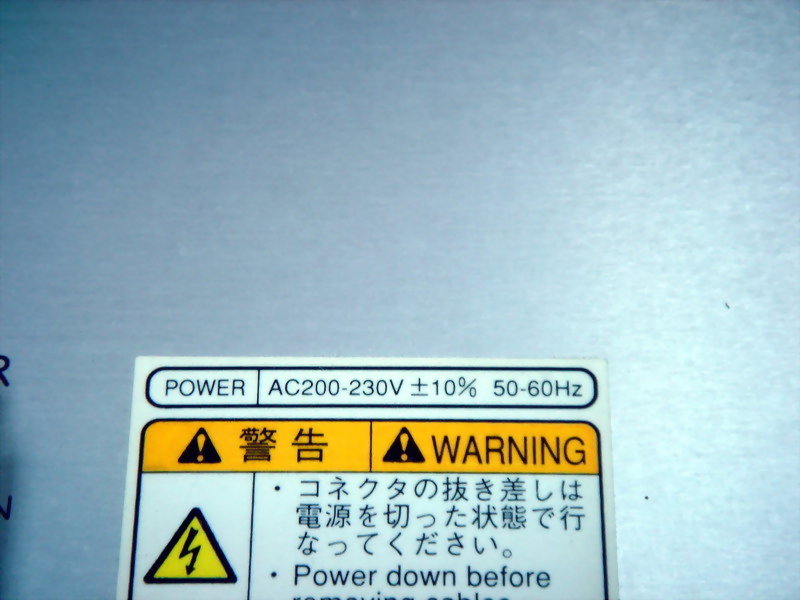 R
POWER AC200-230V ±10% 50-60Hz
警告 WARNING
N
・コネクタの抜き差しは
電源を切った状態で行
なってください。
・Power down before
removing cables